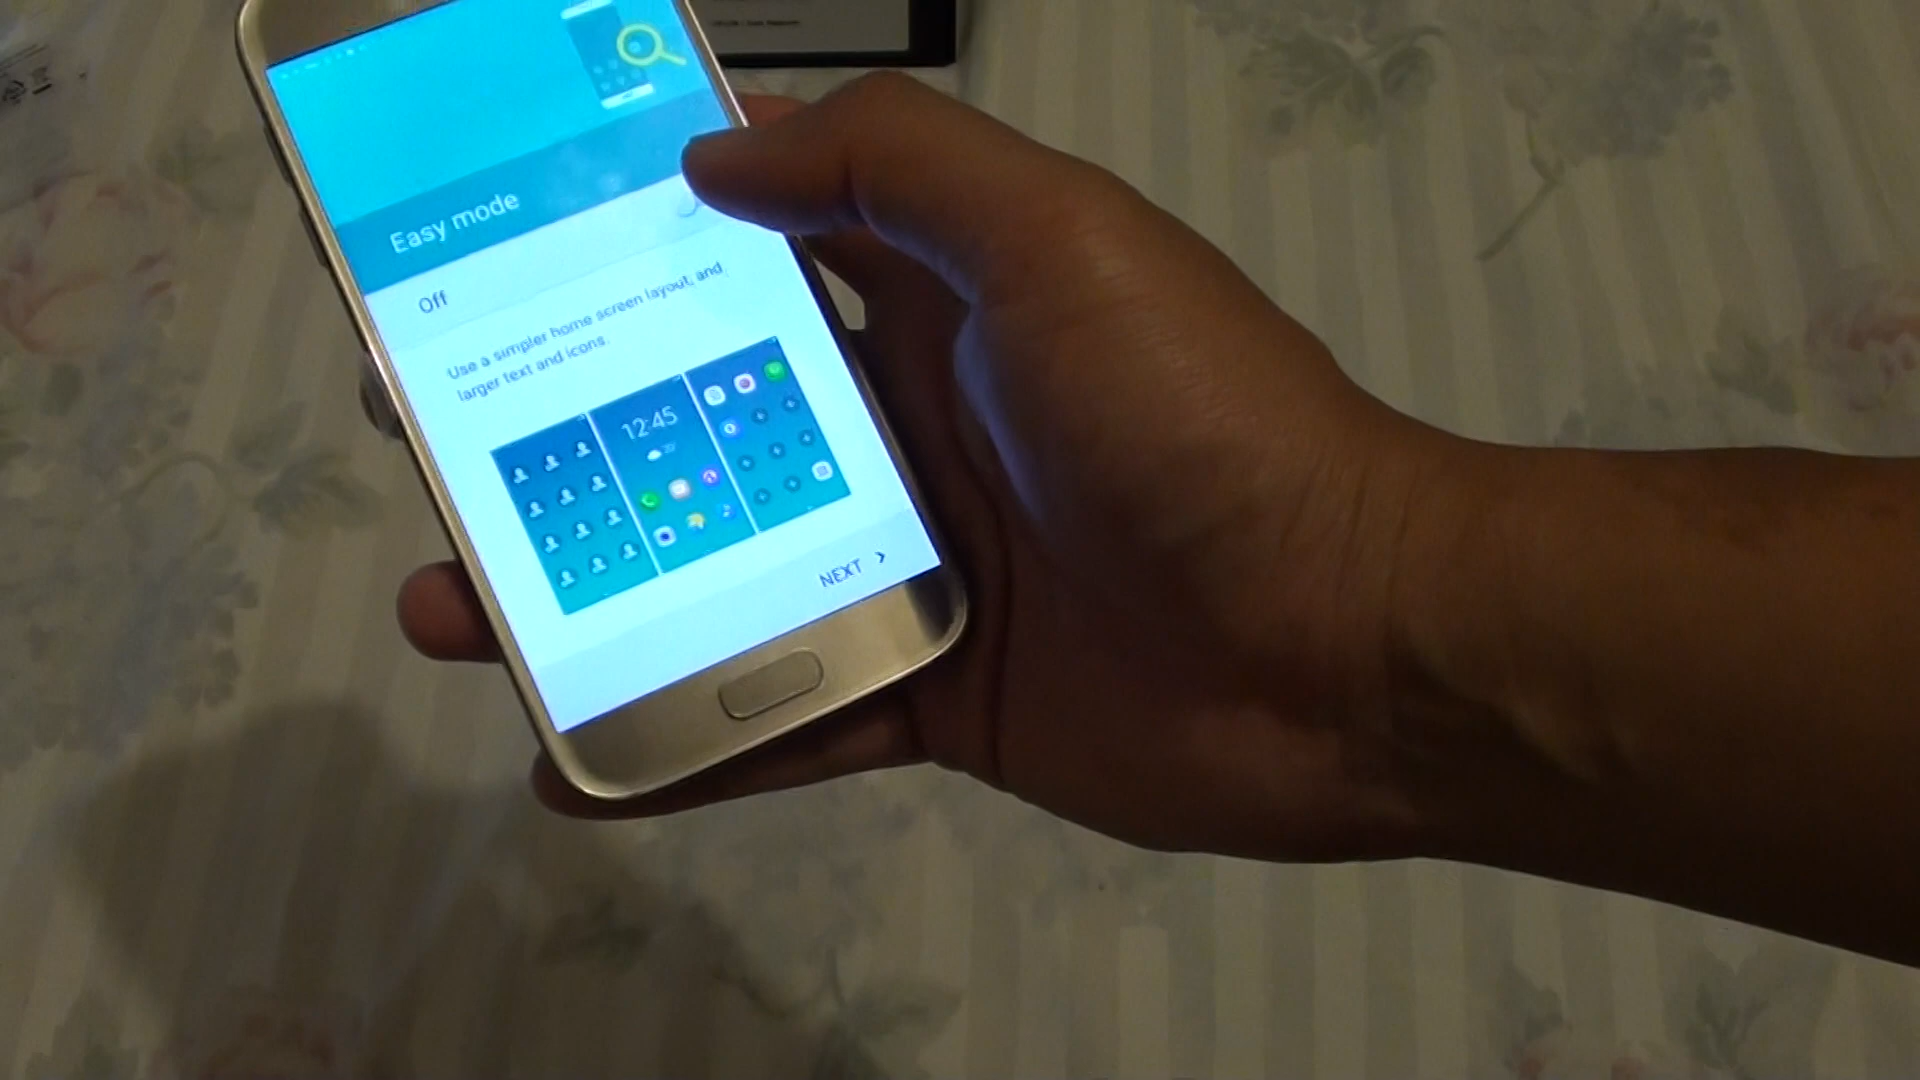 Easy mode
Off
Use a simpler home screen layout, and
larger text and icons.
12:45
NEXT >